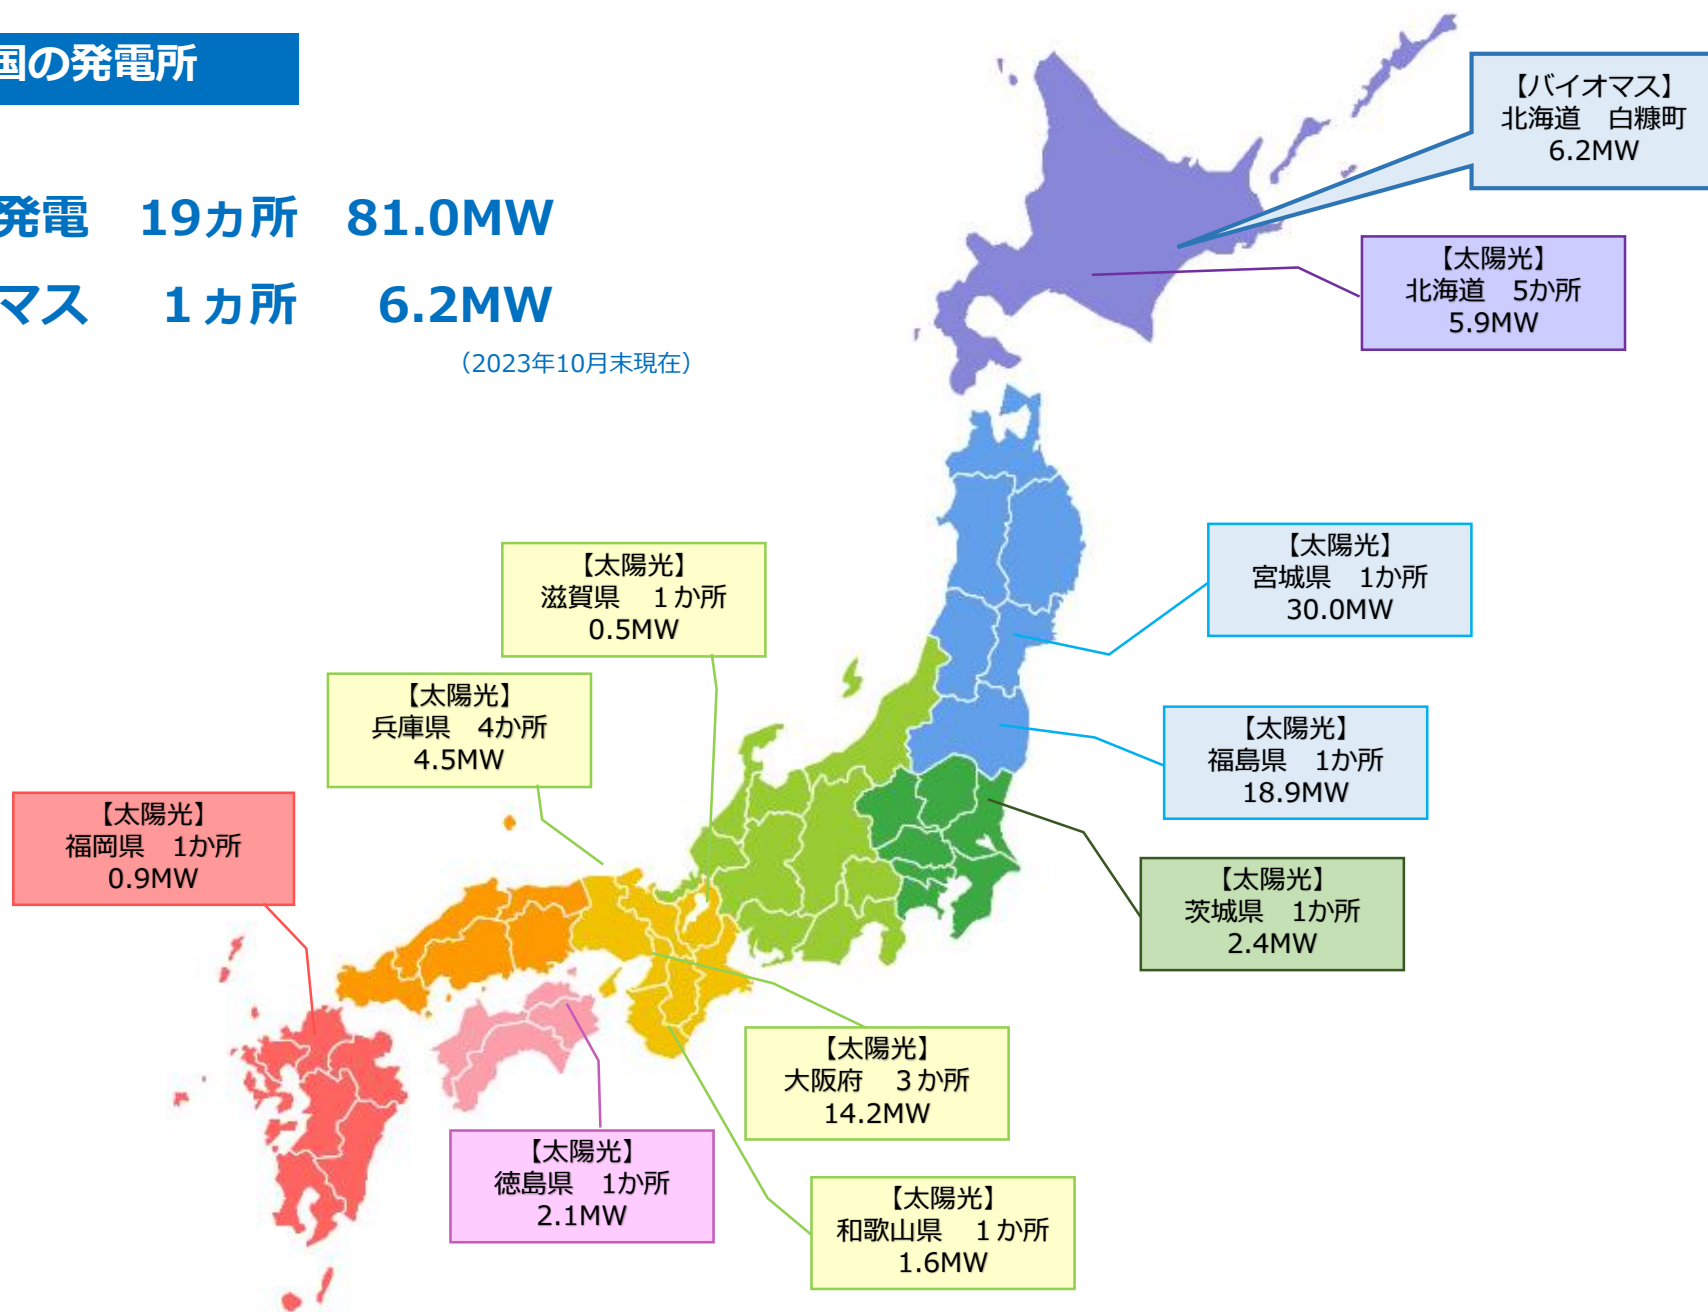 国の発電所
発電　19カ所　81.0MW
マス　１ヵ所　6.2MW
（2023年10月末現在）
【バイオマス】
北海道　白糠町
6.2MW
【太陽光】
北海道　5か所
5.9MW
【太陽光】
宮城県　1か所
30.0MW
【太陽光】
滋賀県　１か所
0.5MW
【太陽光】
兵庫県　4か所
4.5MW
【太陽光】
福島県　1か所
18.9MW
【太陽光】
福岡県　1か所
0.9MW
【太陽光】
茨城県　1か所
2.4MW
【太陽光】
大阪府　３か所
14.2MW
【太陽光】
徳島県　1か所
2.1MW
【太陽光】
和歌山県　１か所
1.6MW